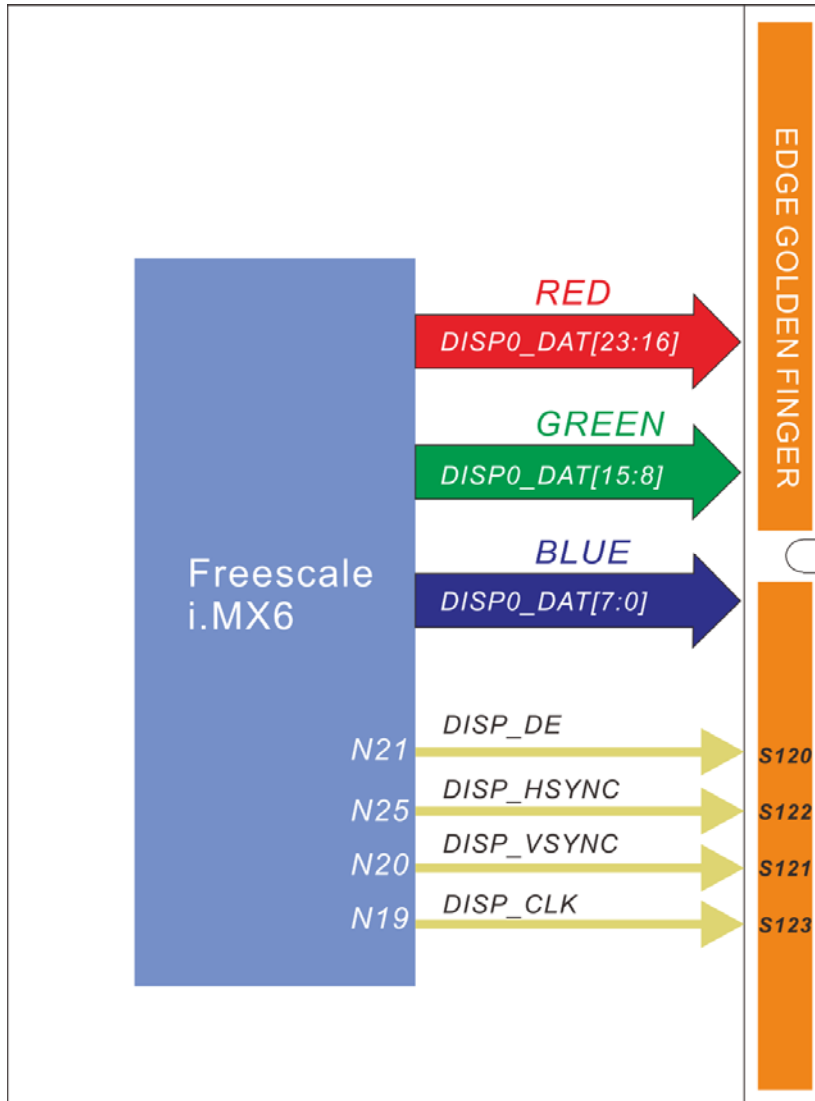 EDGE GOLDEN FINGER
RED
DISP0_DAT[23:16]
GREEN
DISP0_DAT[15:8]
BLUE
DISP0_DAT[7:0]
Freescale
i.MX6
N21
DISP_DE
S120
N25
DISP_HSYNC
S122
N20
DISP_VSYNC
S121
N19
DISP_CLK
S123